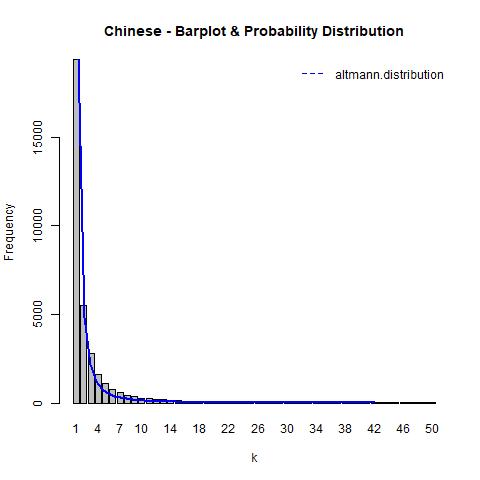 Chinese - Barplot & Probability Distribution
altmann.distribution
Frequency
15000
10000
5000
0
1 4 7 10 14 18 22 26 30 34 38 42 46 50
k